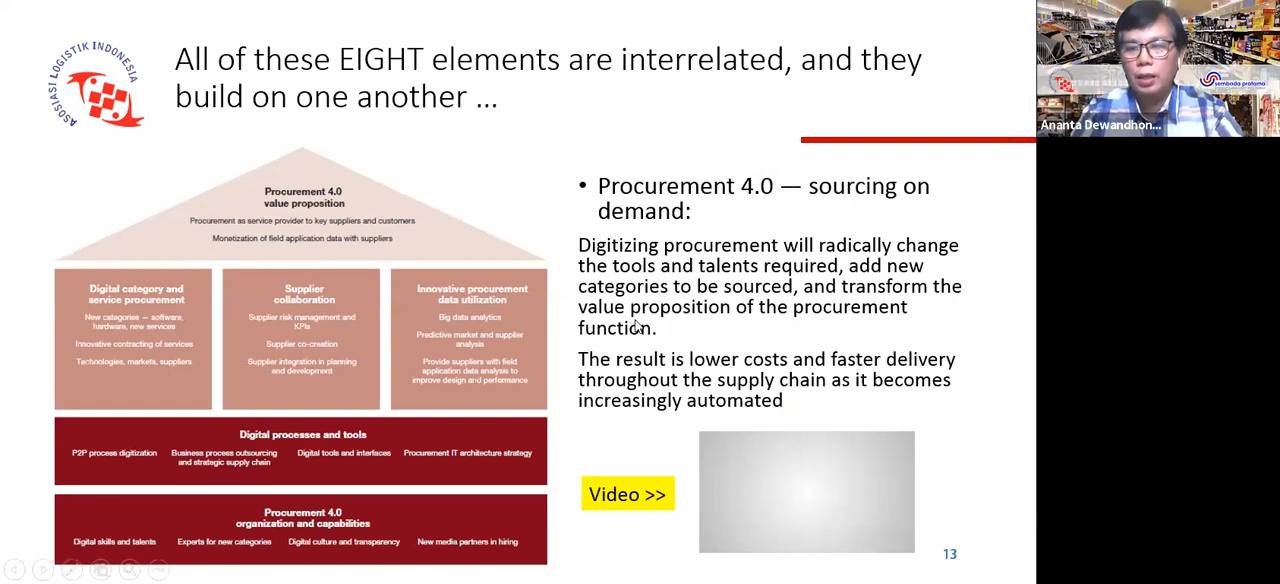 ASOSIASI LOGISTIK INDONESIA
All of these EIGHT elements are interrelated, and they
build on one another ...
sembada pratama
Ananta Dewandhon...
Procurement 4.0
value proposition
Procurement as service provider to key suppliers and customers
Monetization of field application data with suppliers
Digital category and
service procurement
New categories — software,
hardware, new services
Innovative contracting of services
Technologies, markets, suppliers
Supplier
collaboration
Supplier risk management and
KPIs
Supplier co-creation
Supplier integration in planning
and development
Innovative procurement
data utilization
Big data analytics
Predictive market and supplier
analysis
Provide suppliers with field
application data analysis to
improve design and performance
Digital processes and tools
P2P process digitization
Business process outsourcing
and strategic supply chain
Digital tools and interfaces
Procurement IT architecture strategy
Procurement 4.0
organization and capabilities
Digital skills and talents
Experts for new categories
Digital culture and transparency
New media partners in hiring
• Procurement 4.0 — sourcing on
demand:
Digitizing procurement will radically change
the tools and talents required, add new
categories to be sourced, and transform the
value proposition of the procurement
function.
The result is lower costs and faster delivery
throughout the supply chain as it becomes
increasingly automated
Video >>
13